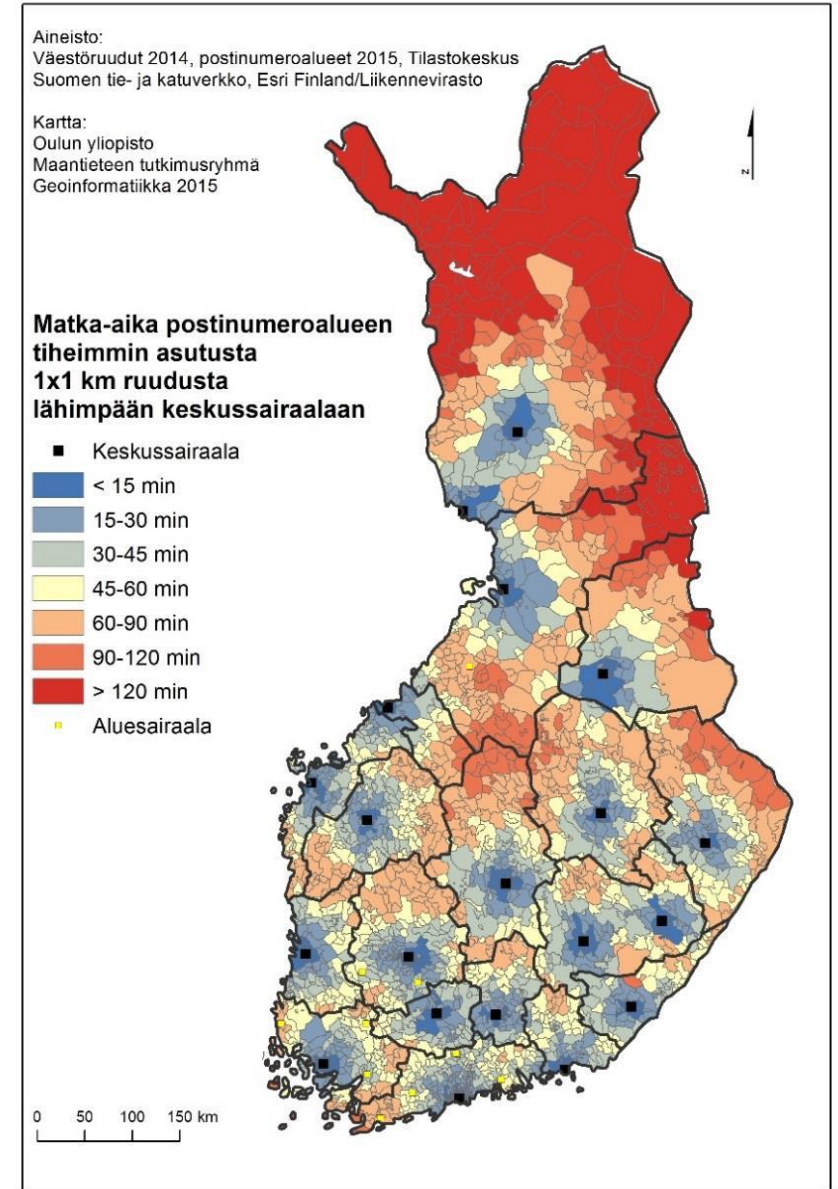 Aineisto:
Väestöruudut 2014, postinumeroalueet 2015, Tilastokeskus
Suomen tie- ja katuverkko, Esri Finland/Liikennevirasto
Kartta:
Oulun yliopisto
Maantieteen tutkimusryhmä
Geoinformatiikka 2015
N
Matka-aika postinumeroalueen
tiheimmin asutusta
1x1 km ruudusta
lähimpään keskussairaalaan
Keskussairaala
< 15 min
15-30 min
30-45 min
45-60 min
60-90 min
90-120 min
> 120 min
Aluesairaala
0 50 100 150 km